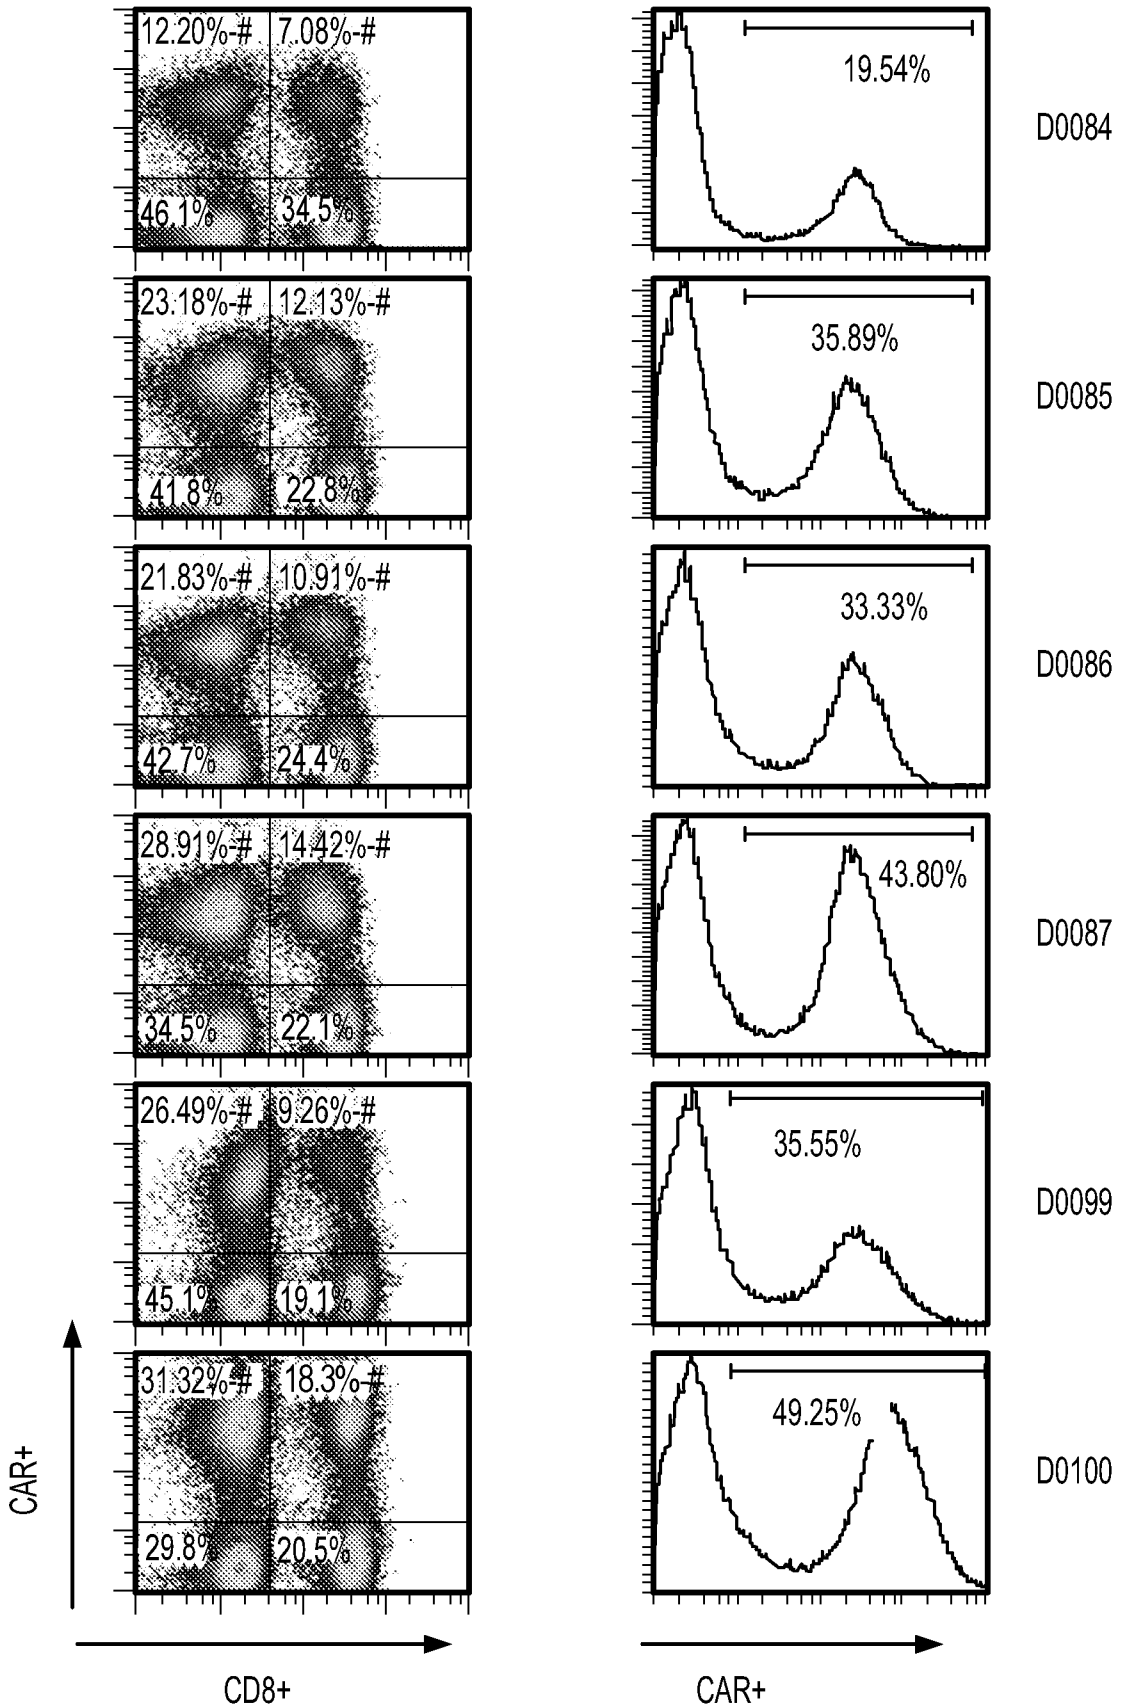 12.20%-# 7.08%-#
46.1% 34.5%
19.54%
D0084
23.18%-# 12.13%-#
41.8% 22.8%
35.89%
D0085
21.83%-# 10.91%-#
42.7% 24.4%
33.33%
D0086
28.91%-# 14.42%-#
34.5% 22.1%
43.80%
D0087
26.49%-# 9.26%-#
45.1% 19.1%
35.55%
D0099
31.32%-# 18.3%-#
29.8% 20.5%
49.25%
D0100
CAR+
CD8+
CAR+